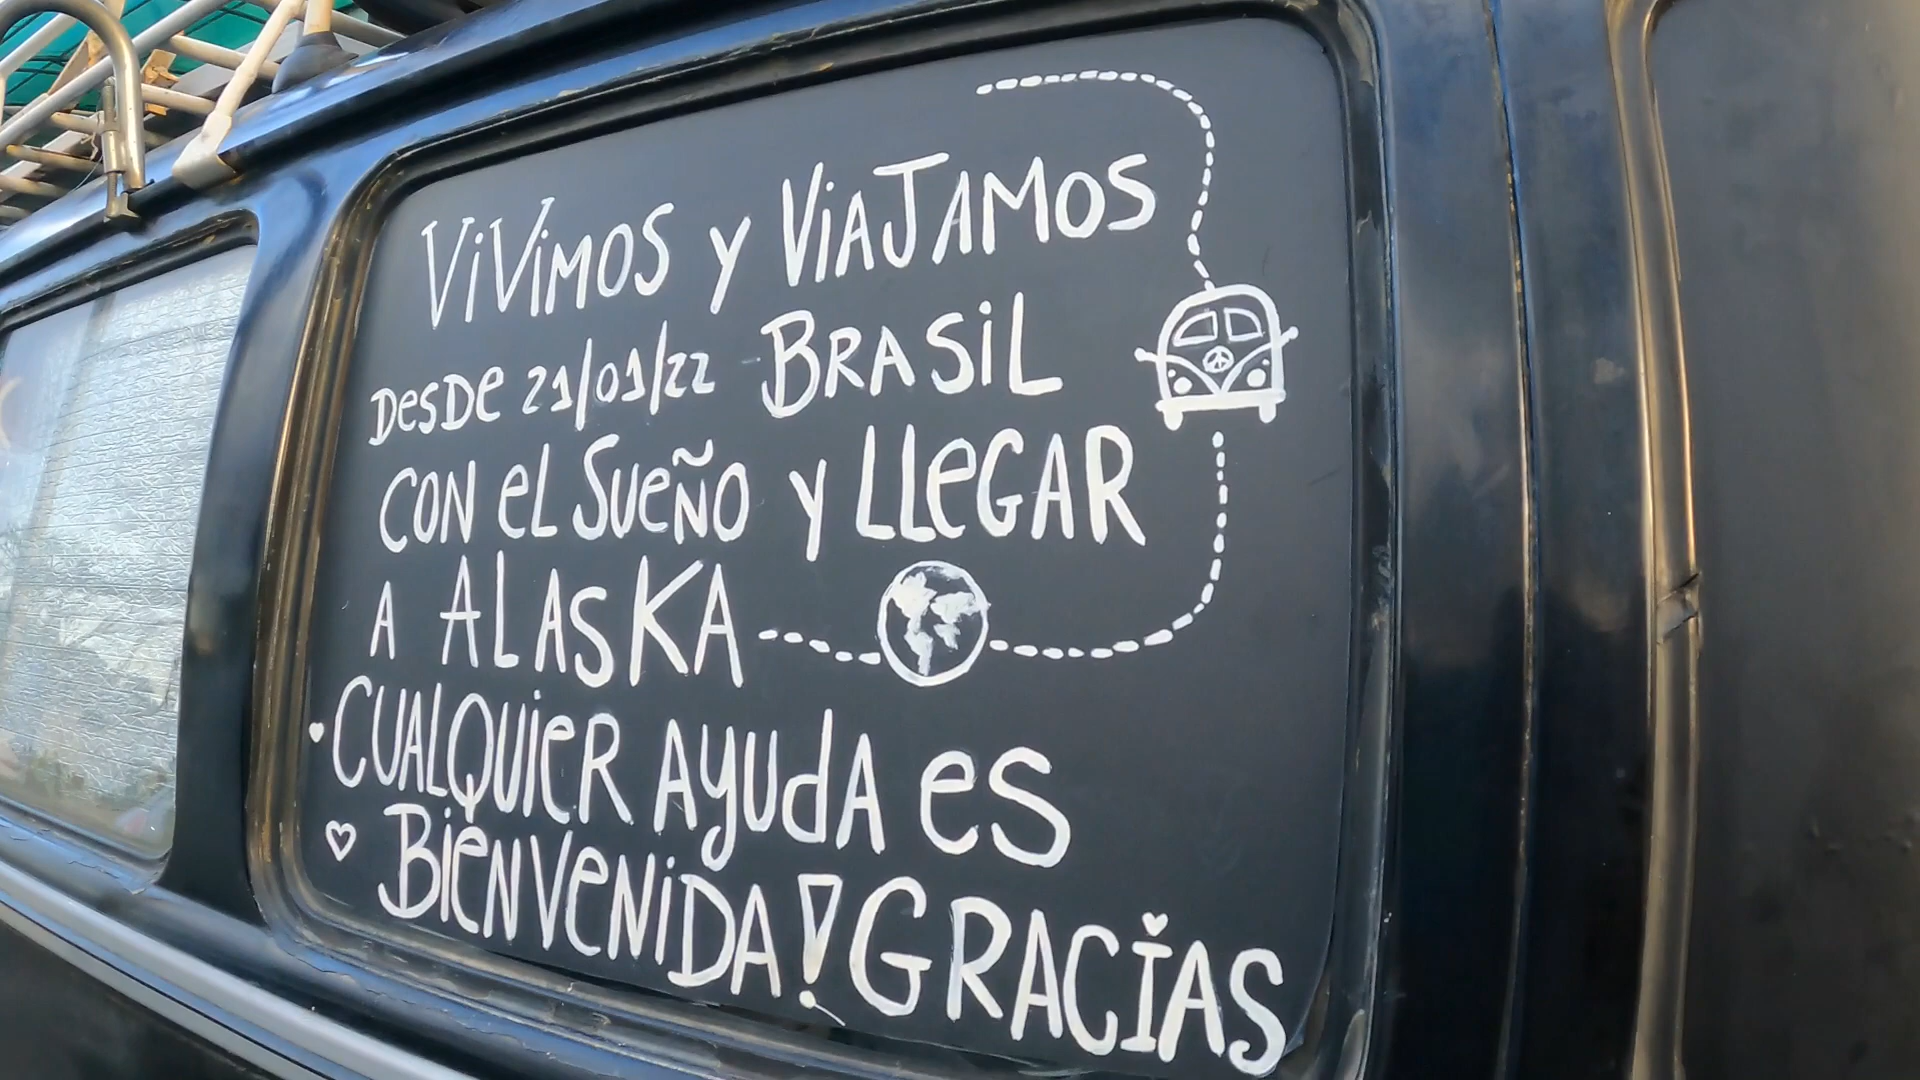 ViViMOS y ViAJAMOS
DesDe 21/01/22 BRASiL
CON eL SUeÑO y LLeGAR
A ALASKA
CUALQUieR AyUdA es
BieNVeNiDA! GRACiAS